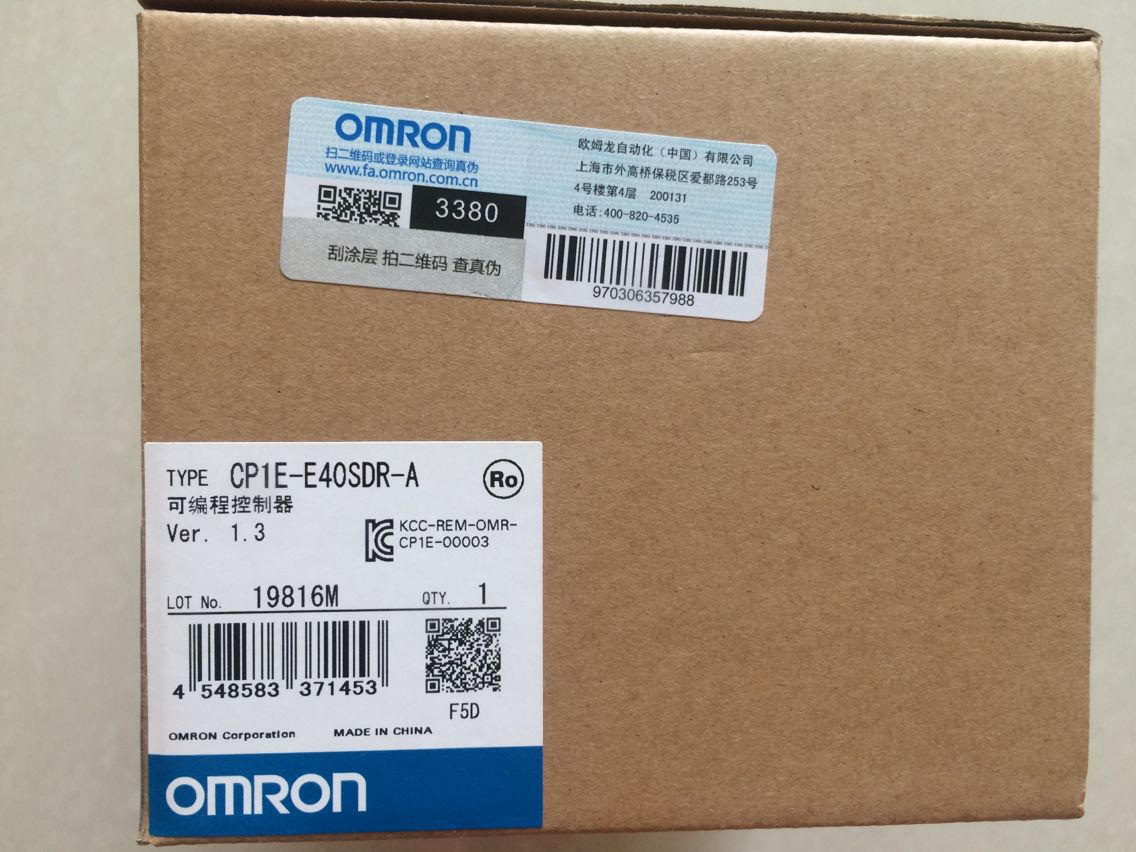 OMRON
扫二维码或登录网站查询真伪
www.fa.omron.com.cn
3380
刮涂层 拍二维码 查真伪
欧姆龙自动化（中国）有限公司
上海市外高桥保税区爱都路253号
4号楼第4层 200131
电话:400-820-4535
970306357988
TYPE CP1E-E40SDR-A
Ro
可编程控制器
Ver. 1.3
KCC-REM-OMR-
CP1E-00003
LOT No. 19816M QTY. 1
4 548583 371453
F5D
OMRON Corporation MADE IN CHINA
OMRON